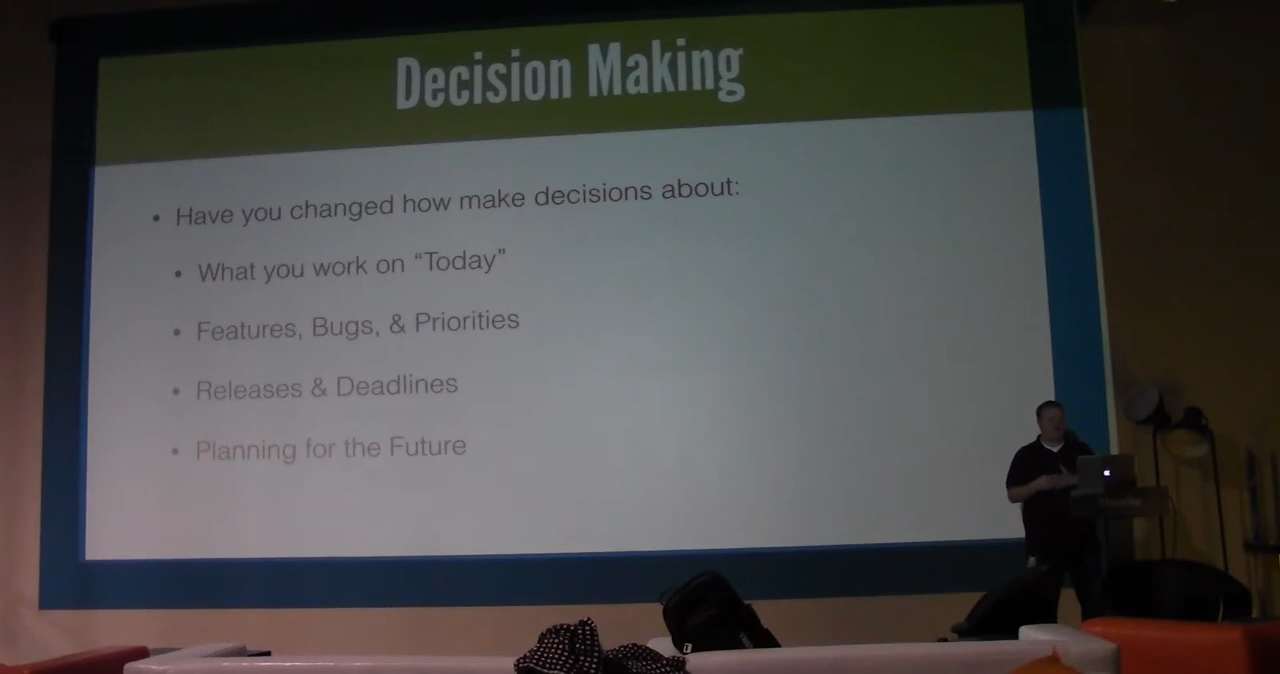 Decision Making
• Have you changed how make decisions about:
• What you work on “Today”
• Features, Bugs, & Priorities
• Releases & Deadlines
• Planning for the Future